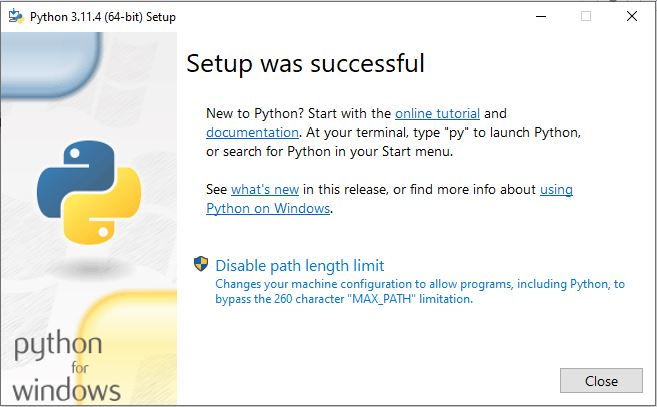 Python 3.11.4 (64-bit) Setup
Setup was successful
New to Python? Start with the online tutorial and
documentation. At your terminal, type "py" to launch Python,
or search for Python in your Start menu.
See what's new in this release, or find more info about using
Python on Windows.
Disable path length limit
Changes your machine configuration to allow programs, including Python, to
bypass the 260 character "MAX_PATH" limitation.
python
for
windows
Close